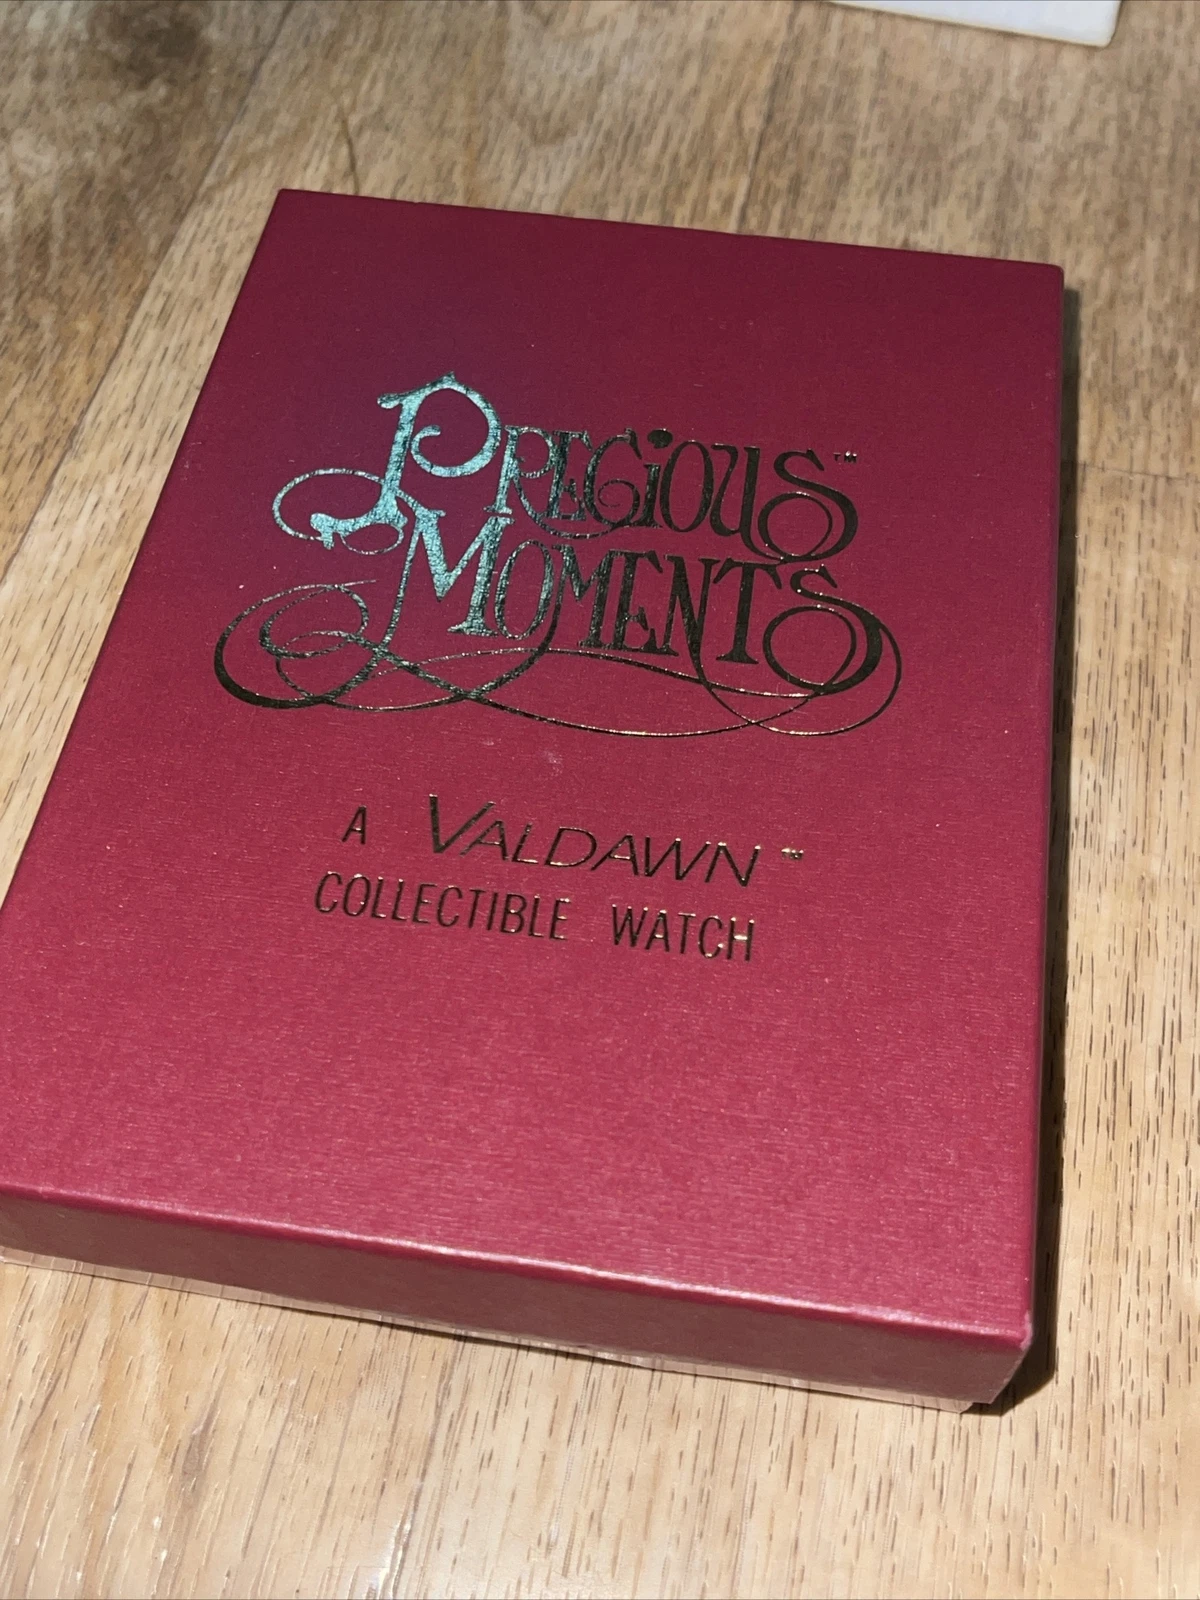 PRECIOUS™
MOMENTS
A VALDAWN™
COLLECTIBLE WATCH